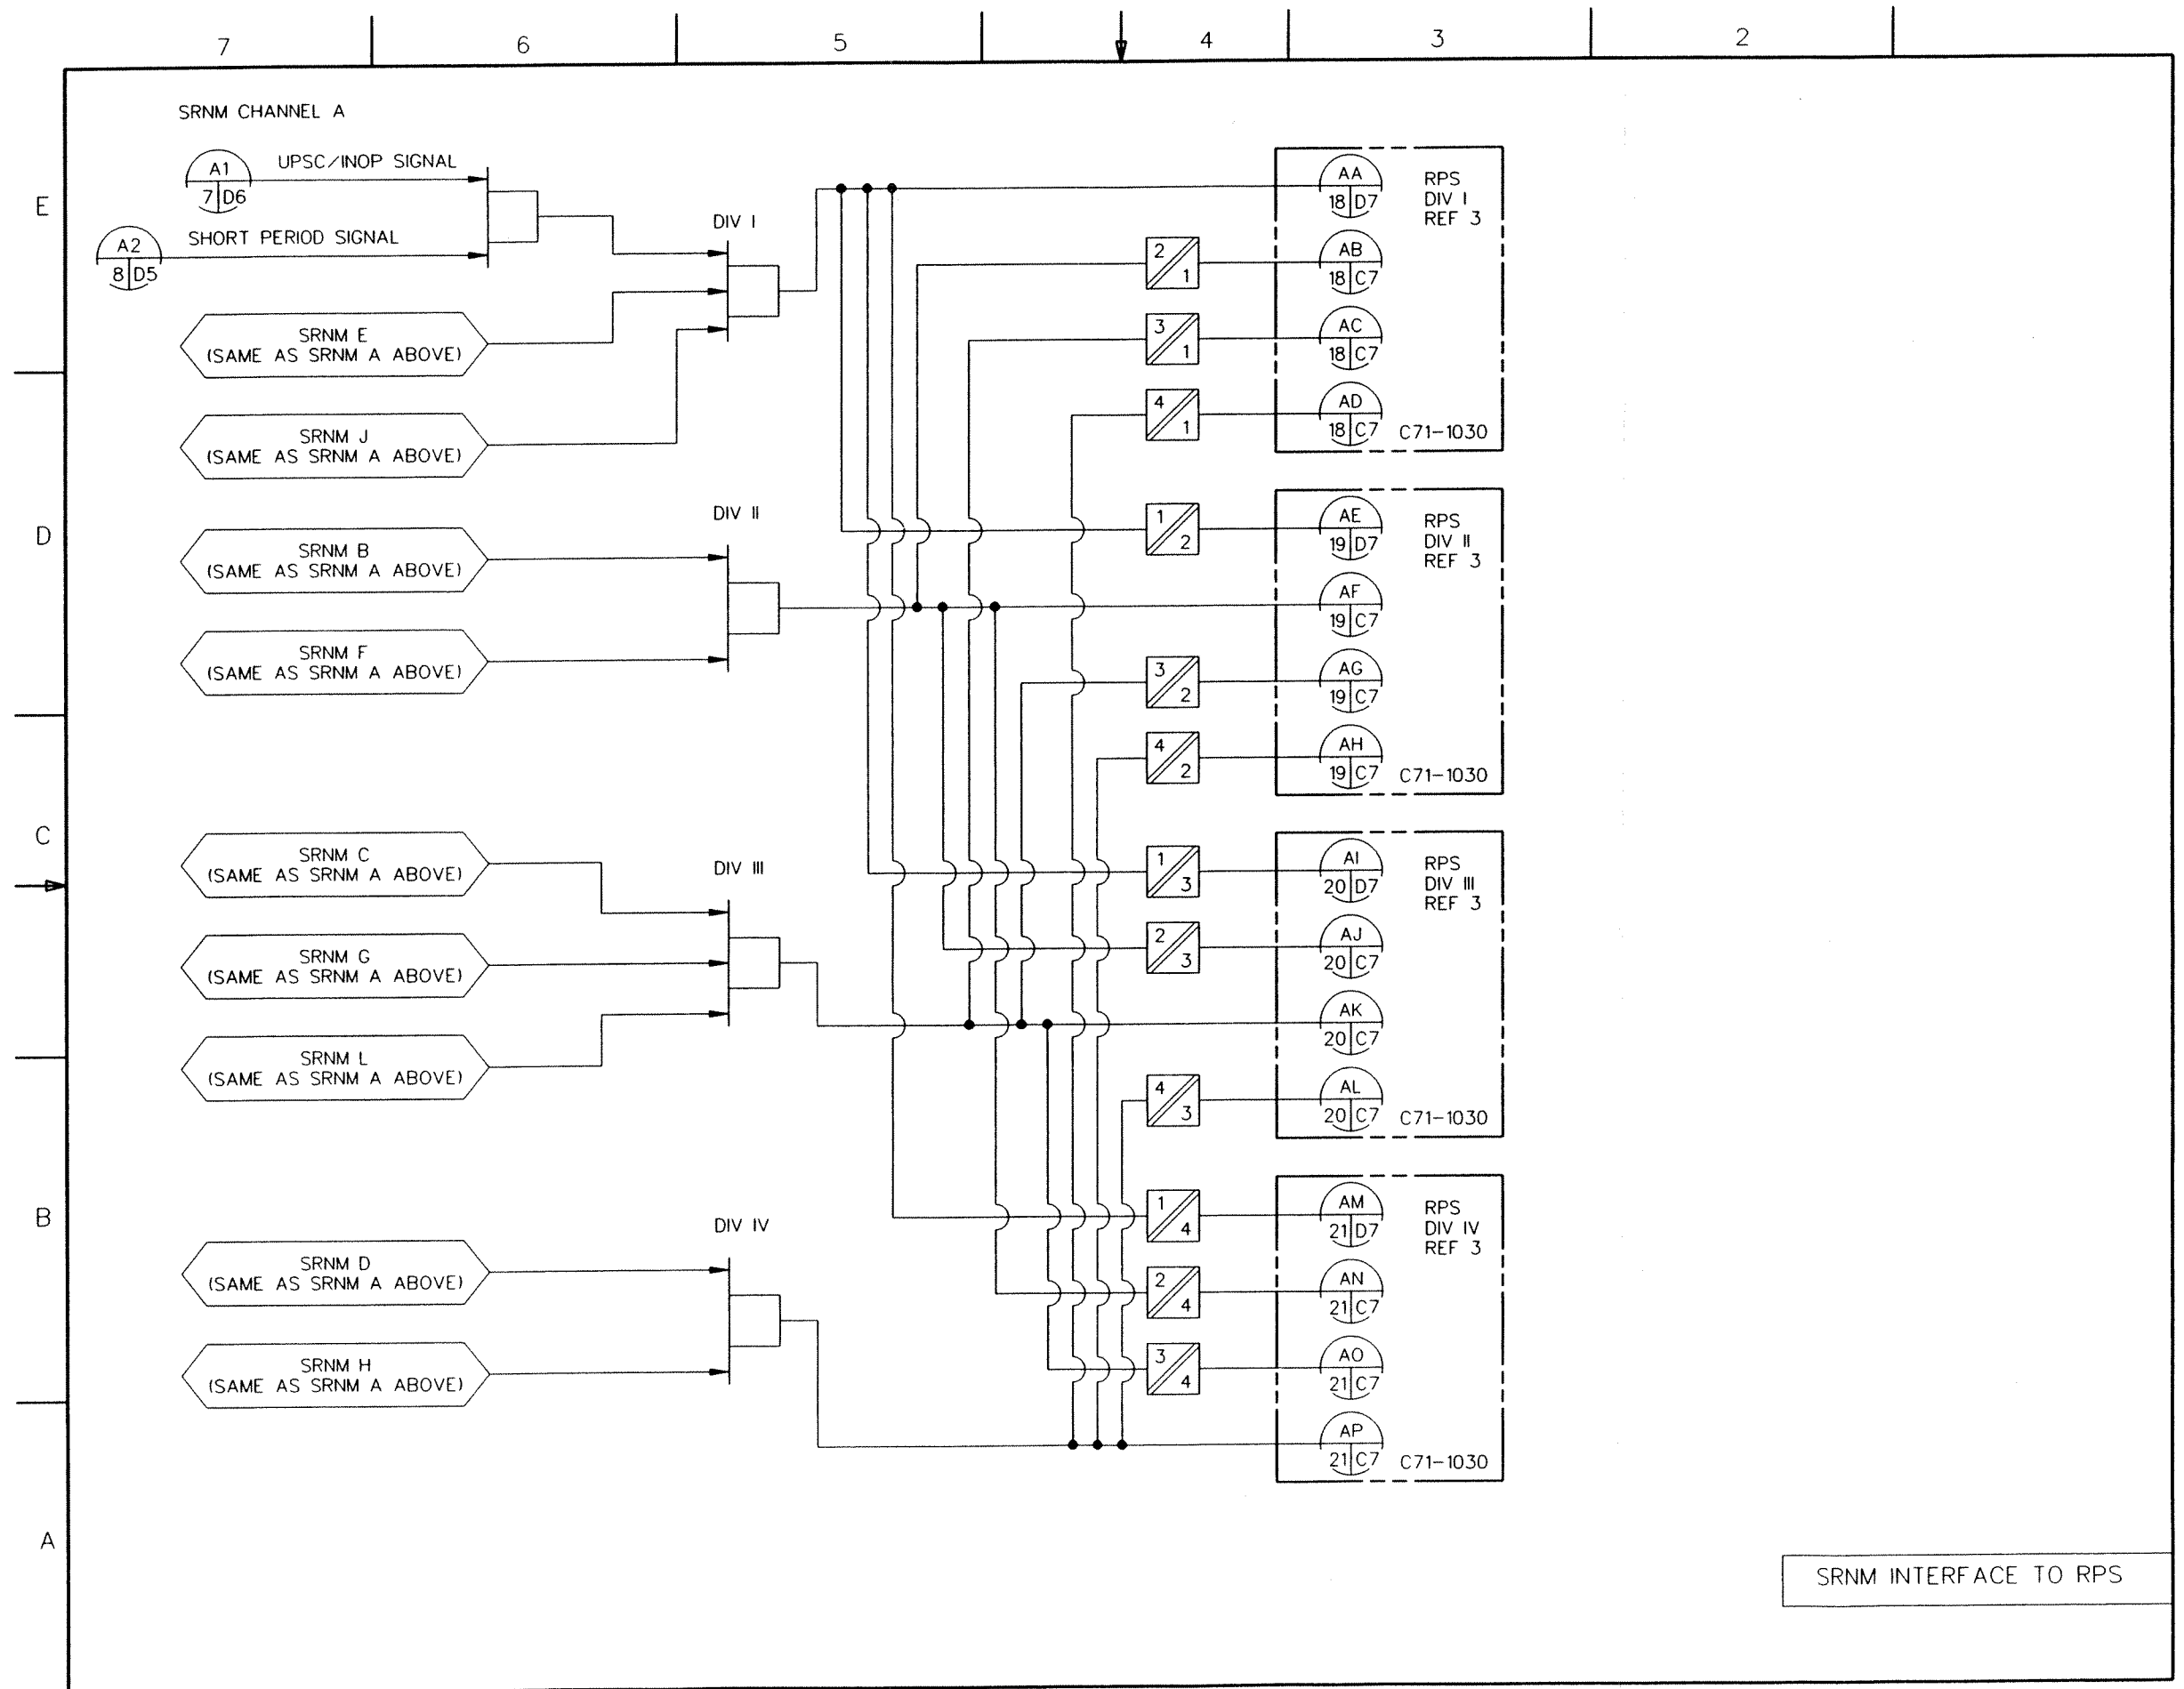 7 6 5 4 3 2
E
D
C
B
A
SRNM CHANNEL A
A1
7 D6
UPSC/INOP SIGNAL
A2
8 D5
SHORT PERIOD SIGNAL
SRNM E
(SAME AS SRNM A ABOVE)
SRNM J
(SAME AS SRNM A ABOVE)
DIV I
SRNM B
(SAME AS SRNM A ABOVE)
SRNM F
(SAME AS SRNM A ABOVE)
DIV II
SRNM C
(SAME AS SRNM A ABOVE)
SRNM G
(SAME AS SRNM A ABOVE)
SRNM L
(SAME AS SRNM A ABOVE)
DIV III
SRNM D
(SAME AS SRNM A ABOVE)
SRNM H
(SAME AS SRNM A ABOVE)
DIV IV
AA
18 D7
RPS
DIV I
REF 3
2
1
AB
18 C7
3
1
AC
18 C7
4
1
AD
18 C7
C71-1030
1
2
AE
19 D7
RPS
DIV II
REF 3
AF
19 C7
3
2
AG
19 C7
4
2
AH
19 C7
C71-1030
1
3
AI
20 D7
RPS
DIV III
REF 3
2
3
AJ
20 C7
AK
20 C7
4
3
AL
20 C7
C71-1030
1
4
AM
21 D7
RPS
DIV IV
REF 3
2
4
AN
21 C7
3
4
AO
21 C7
AP
21 C7
C71-1030
SRNM INTERFACE TO RPS